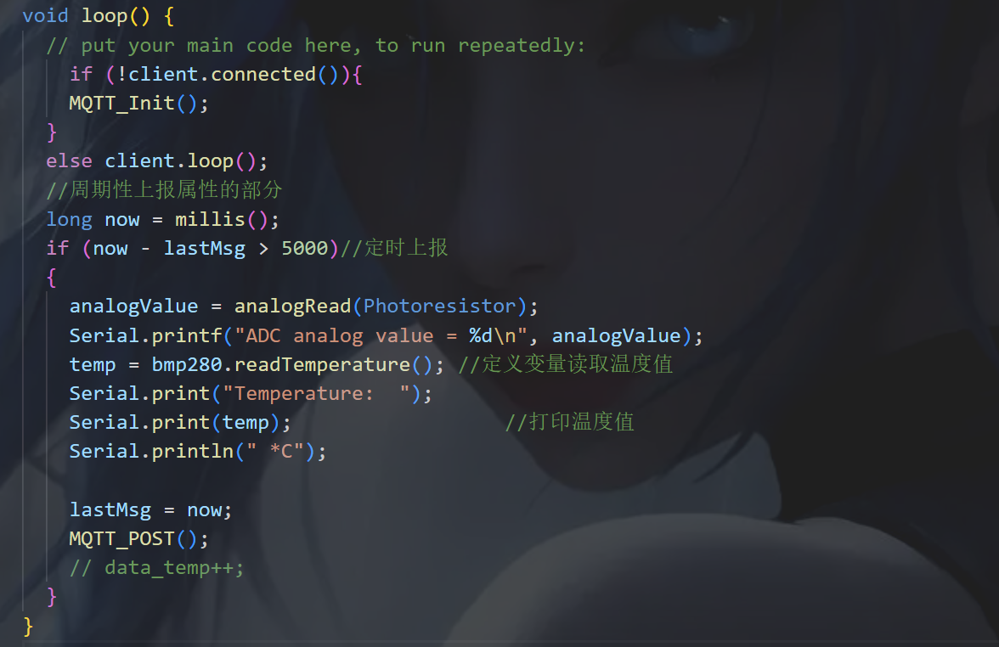 void loop() {
  // put your main code here, to run repeatedly:
    if (!client.connected()){
    MQTT_Init();
  }
  else client.loop();
  //周期性上报属性的部分
  long now = millis();
  if (now - lastMsg > 5000)//定时上报
  {
    analogValue = analogRead(Photoresistor);
    Serial.printf("ADC analog value = %d\n", analogValue);
    temp = bmp280.readTemperature(); //定义变量读取温度值
    Serial.print("Temperature:  ");
    Serial.print(temp);                  //打印温度值
    Serial.println(" *C");

    lastMsg = now;
    MQTT_POST();
    // data_temp++;
  }
}